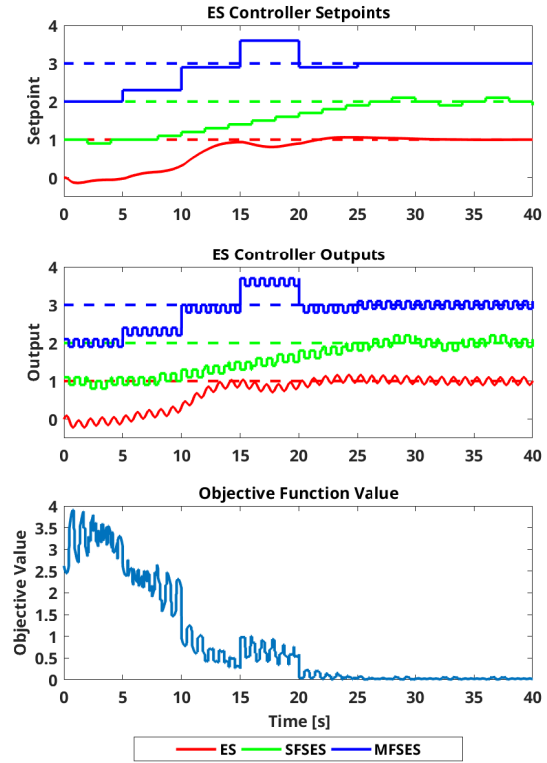 ES Controller Setpoints
Setpoint
4
3
2
1
0
0 5 10 15 20 25 30 35 40
ES Controller Outputs
Output
4
3
2
1
0
0 5 10 15 20 25 30 35 40
Objective Function Value
Objective Value
4
3.5
3
2.5
2
1.5
1
0.5
0
0 5 10 15 20 25 30 35 40
Time [s]
ES SFSES MFSES